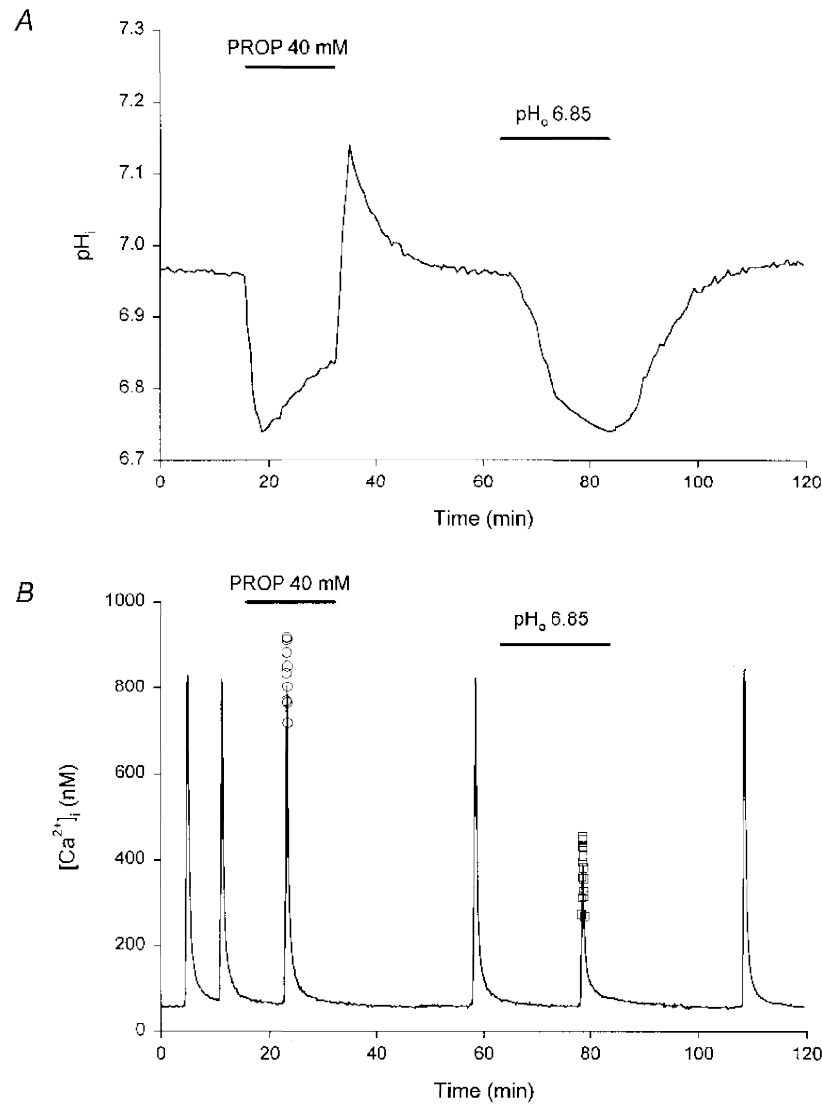 A
7.3
PROP 40 mM
7.2
pHₒ 6.85
7.1
pHᵢ
7.0
6.9
6.8
6.7
0 20 40 60 80 100 120
Time (min)
B
PROP 40 mM
1000
pHₒ 6.85
800
[Ca²⁺]ᵢ (nM)
600
400
200
0
0 20 40 60 80 100 120
Time (min)